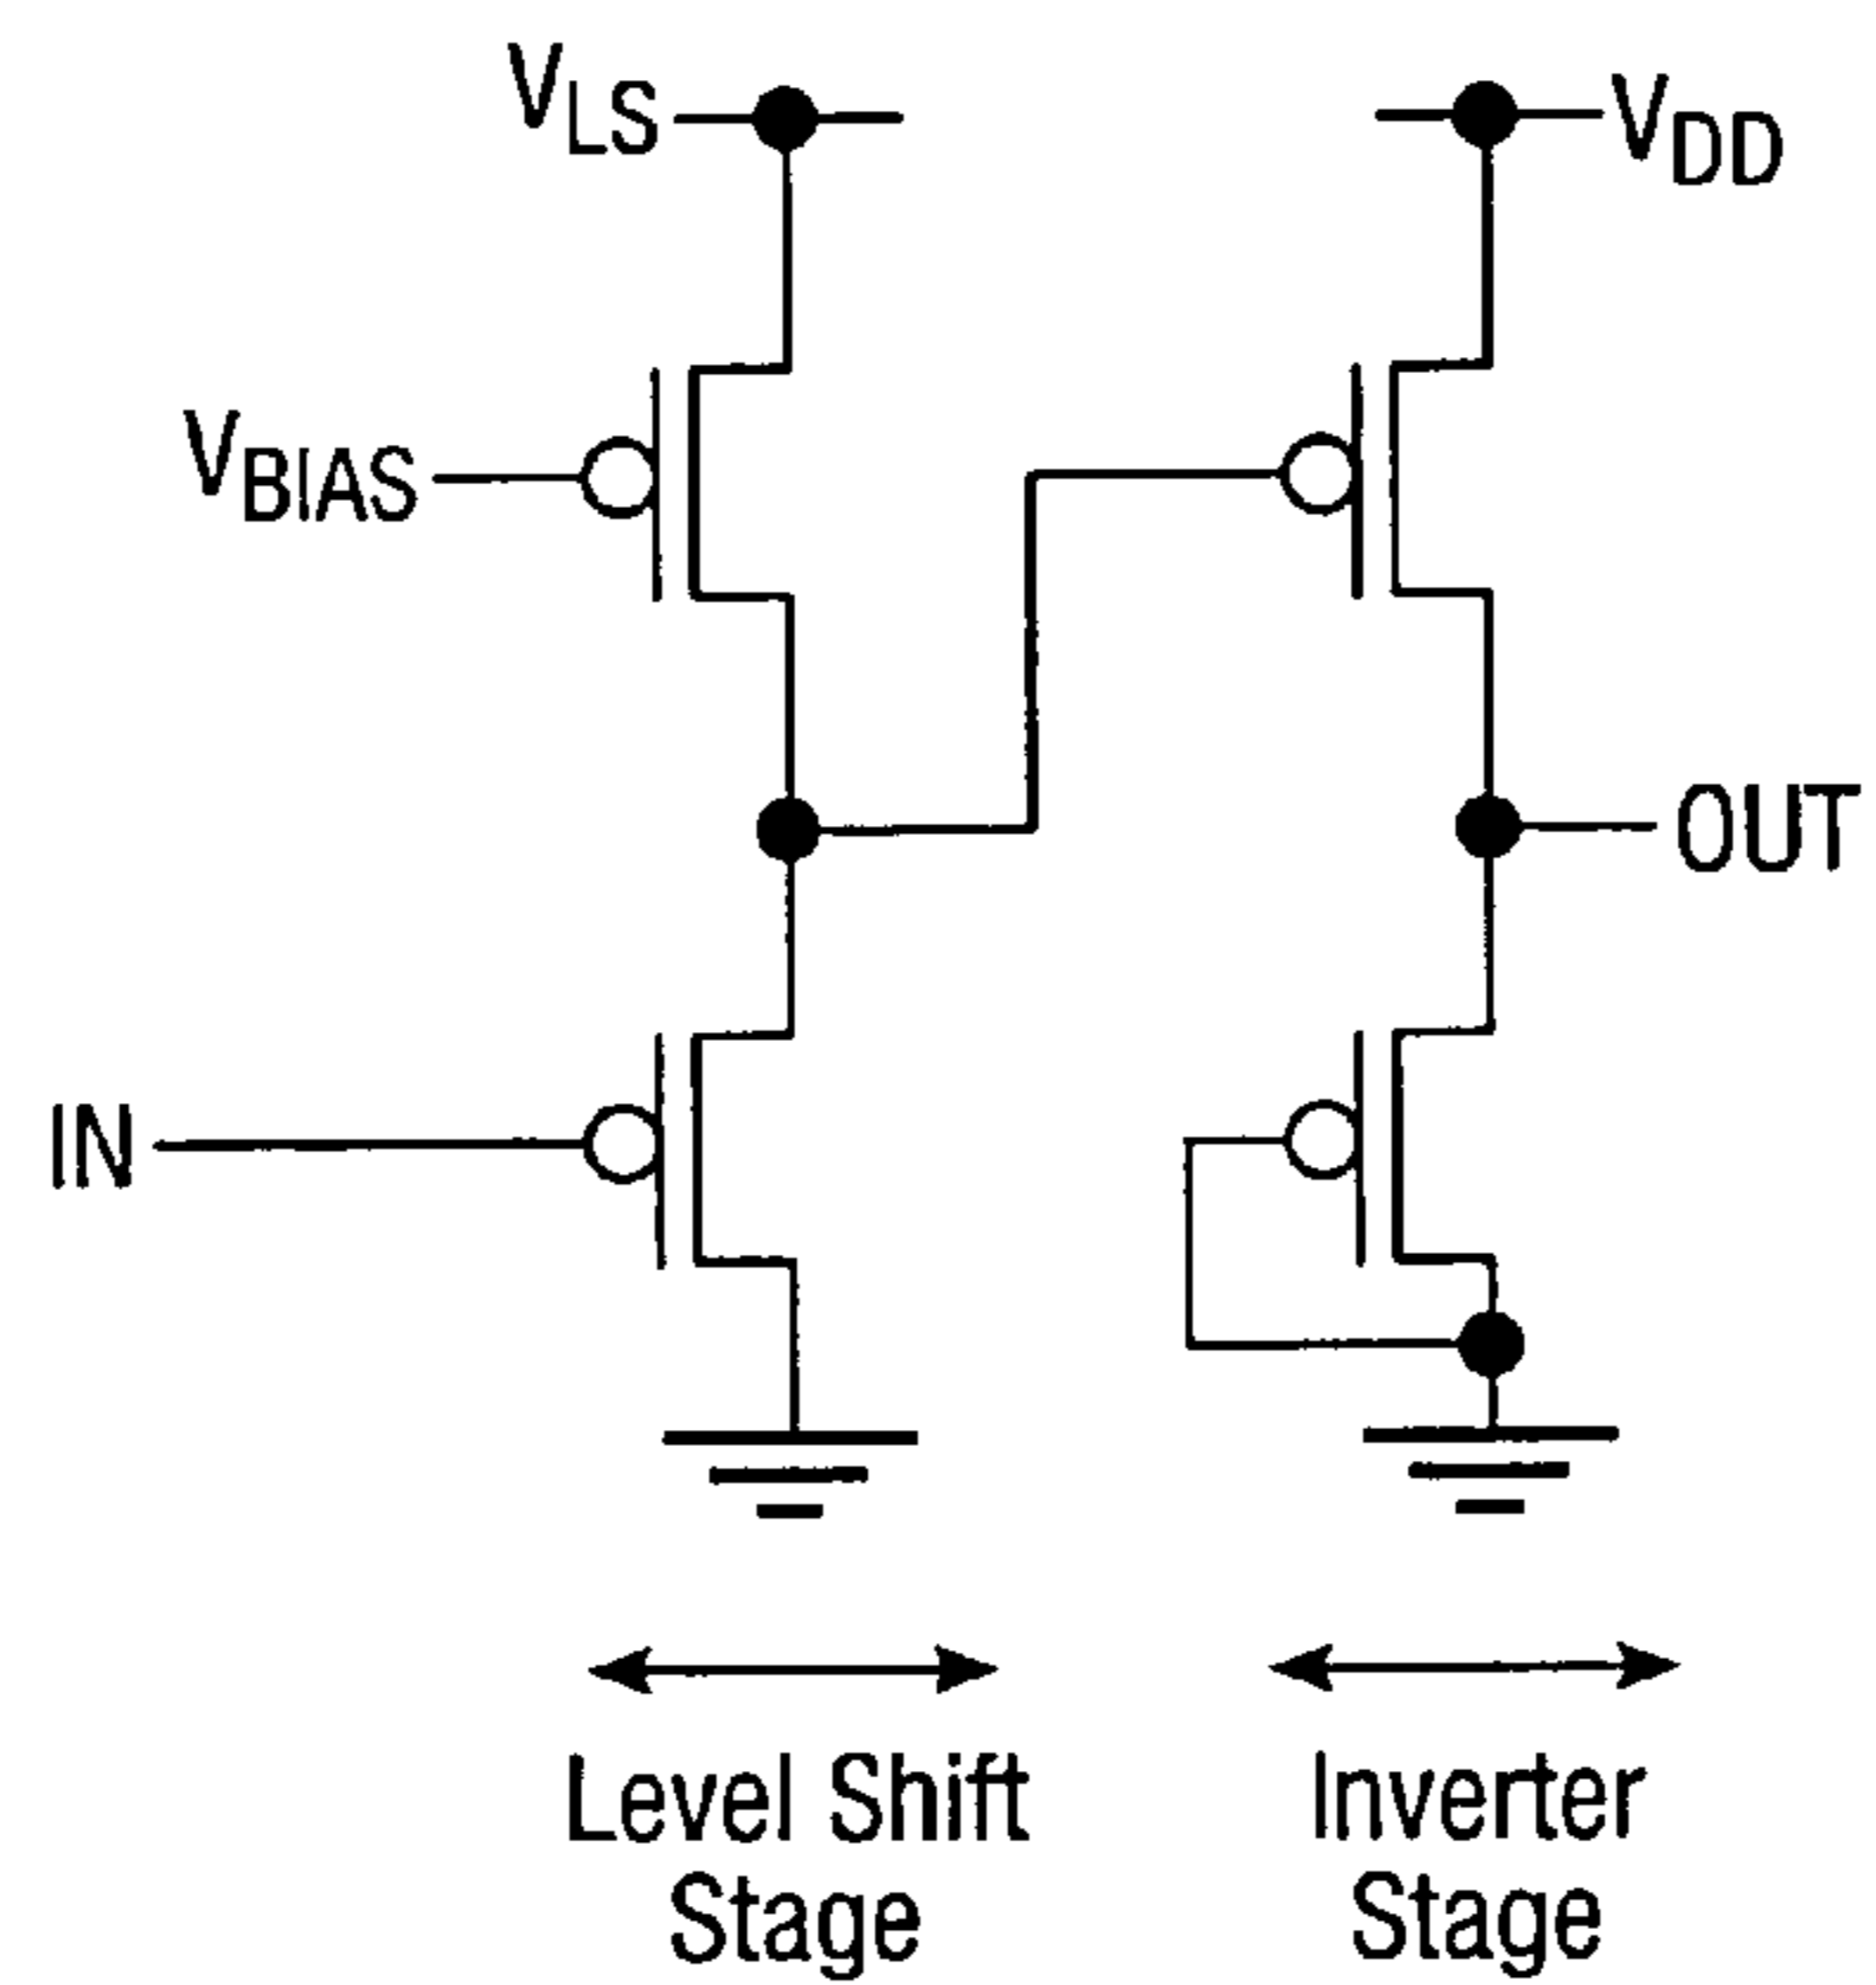 VLS
VDD
VBIAS
OUT
IN
Level Shift
Stage
Inverter
Stage